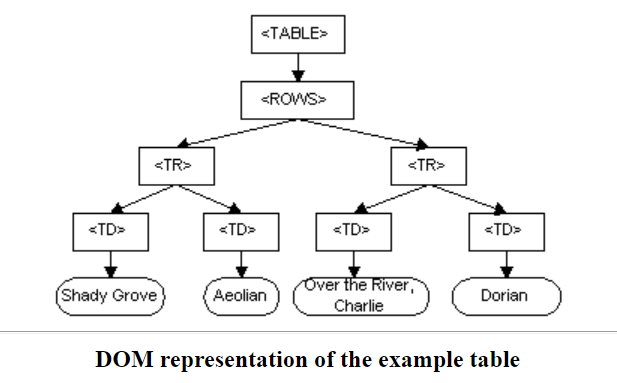 <TABLE>
<ROWS>
<TR> <TR>
<TD> <TD> <TD> <TD>
Shady Grove Aeolian Over the River, Charlie Dorian
DOM representation of the example table